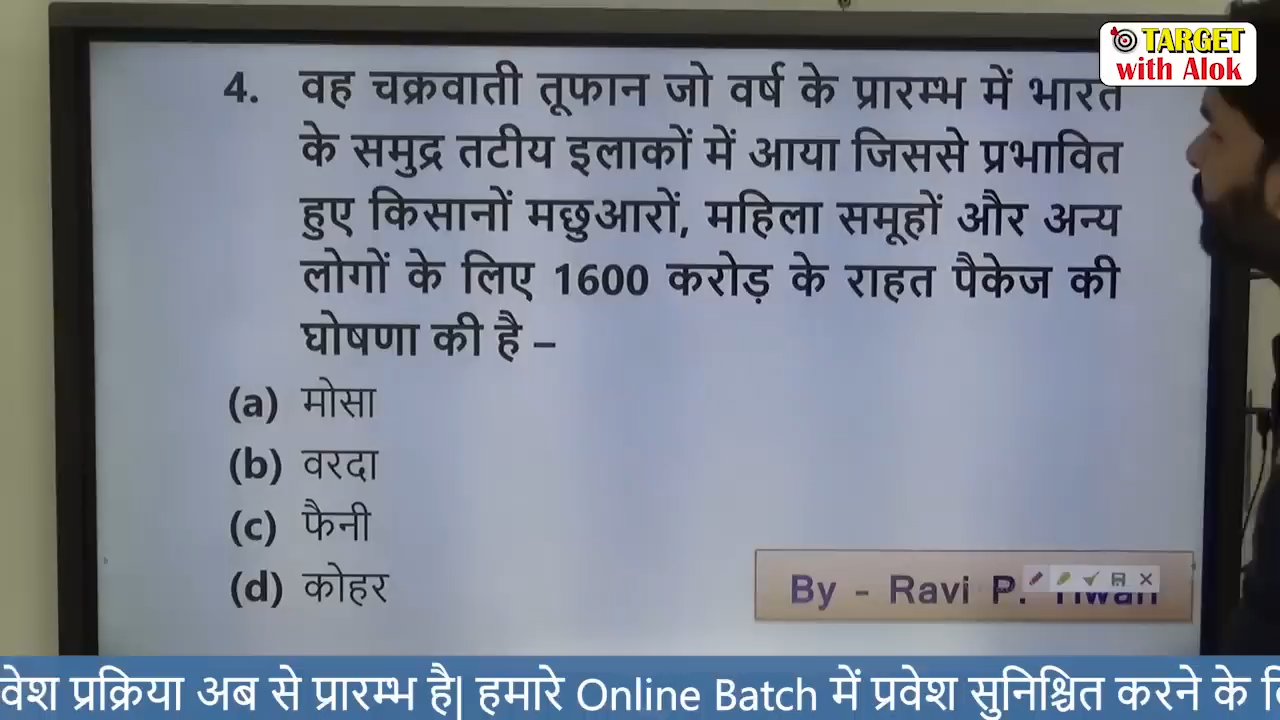 TARGET
with Alok
4. वह चक्रवाती तूफान जो वर्ष के प्रारम्भ में भारत
के समुद्र तटीय इलाकों में आया जिससे प्रभावित
हुए किसानों मछुआरों, महिला समूहों और अन्य
लोगों के लिए 1600 करोड़ के राहत पैकेज की
घोषणा की है –
(a) मोसा
(b) वरदा
(c) फैनी
(d) कोहर
By - Ravi P.
प्रक्रिया अब से प्रारम्भ है| हमारे Online Batch में प्रवेश सुनिश्चित करने के